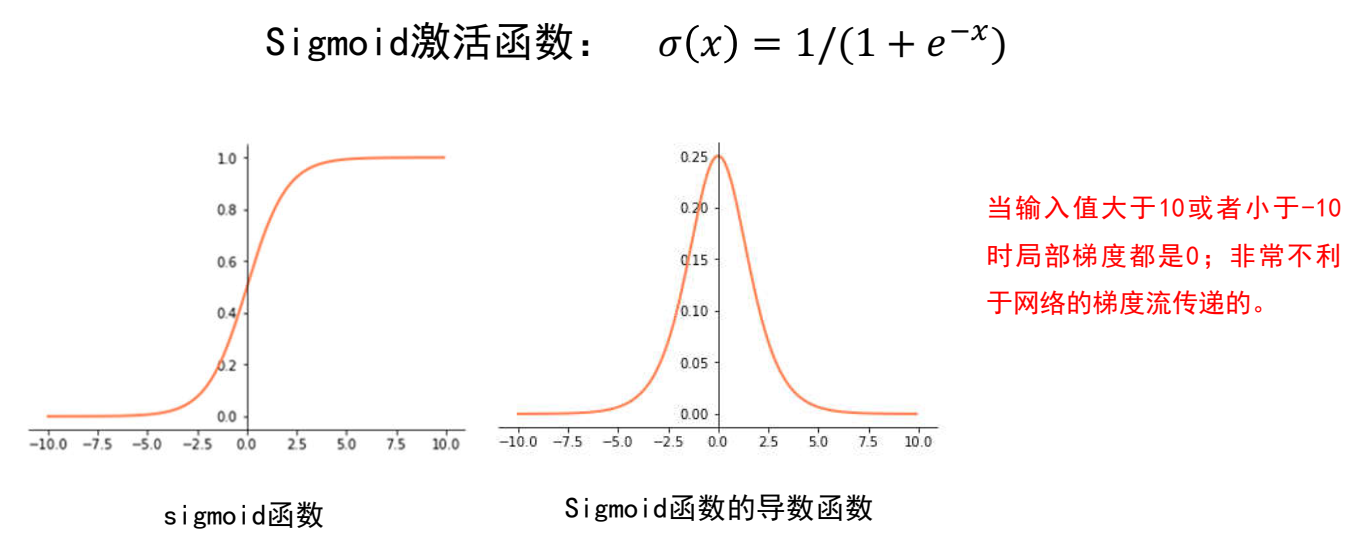 Sigmoid激活函数： σ(x) = 1/(1 + e^{-x})
1.0
0.8
0.6
0.4
0.2
0.0
-10.0 -7.5 -5.0 -2.5 0.0 2.5 5.0 7.5 10.0
sigmoid函数
0.25
0.20
0.15
0.10
0.05
0.00
-10.0 -7.5 -5.0 -2.5 0.0 2.5 5.0 7.5 10.0
Sigmoid函数的导数函数
当输入值大于10或者小于-10
时局部梯度都是0；非常不利
于网络的梯度流传递的。